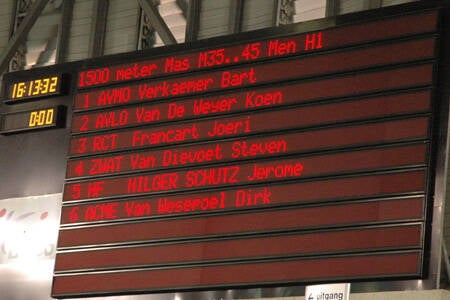 16:13:32
0:00
1500 meter Mas M35..45 Men H1
1 AVMO Verkaemer Bart
2 AVLO Van De Weyer Koen
3 RCT Francart Joeri
4 ZWAT Van Dievoet Steven
5 HF HILGER SCHUTZ Jerome
6 ACME Van Wesepoel Dirk
uitgang